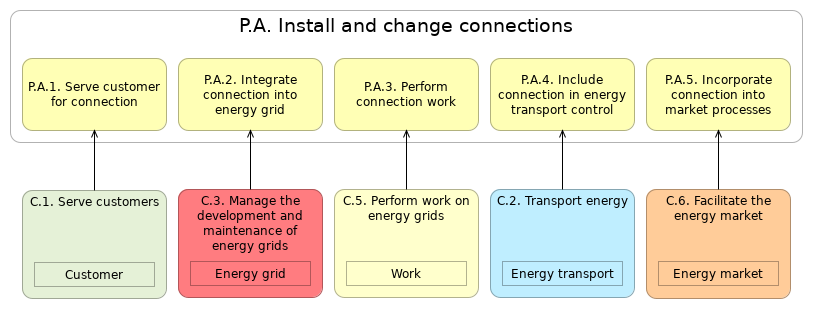 P.A. Install and change connections
P.A.1. Serve customer
for connection
P.A.2. Integrate
connection into
energy grid
P.A.3. Perform
connection work
P.A.4. Include
connection in energy
transport control
P.A.5. Incorporate
connection into
market processes
C.1. Serve customers
Customer
C.3. Manage the
development and
maintenance of
energy grids
Energy grid
C.5. Perform work on
energy grids
Work
C.2. Transport energy
Energy transport
C.6. Facilitate the
energy market
Energy market